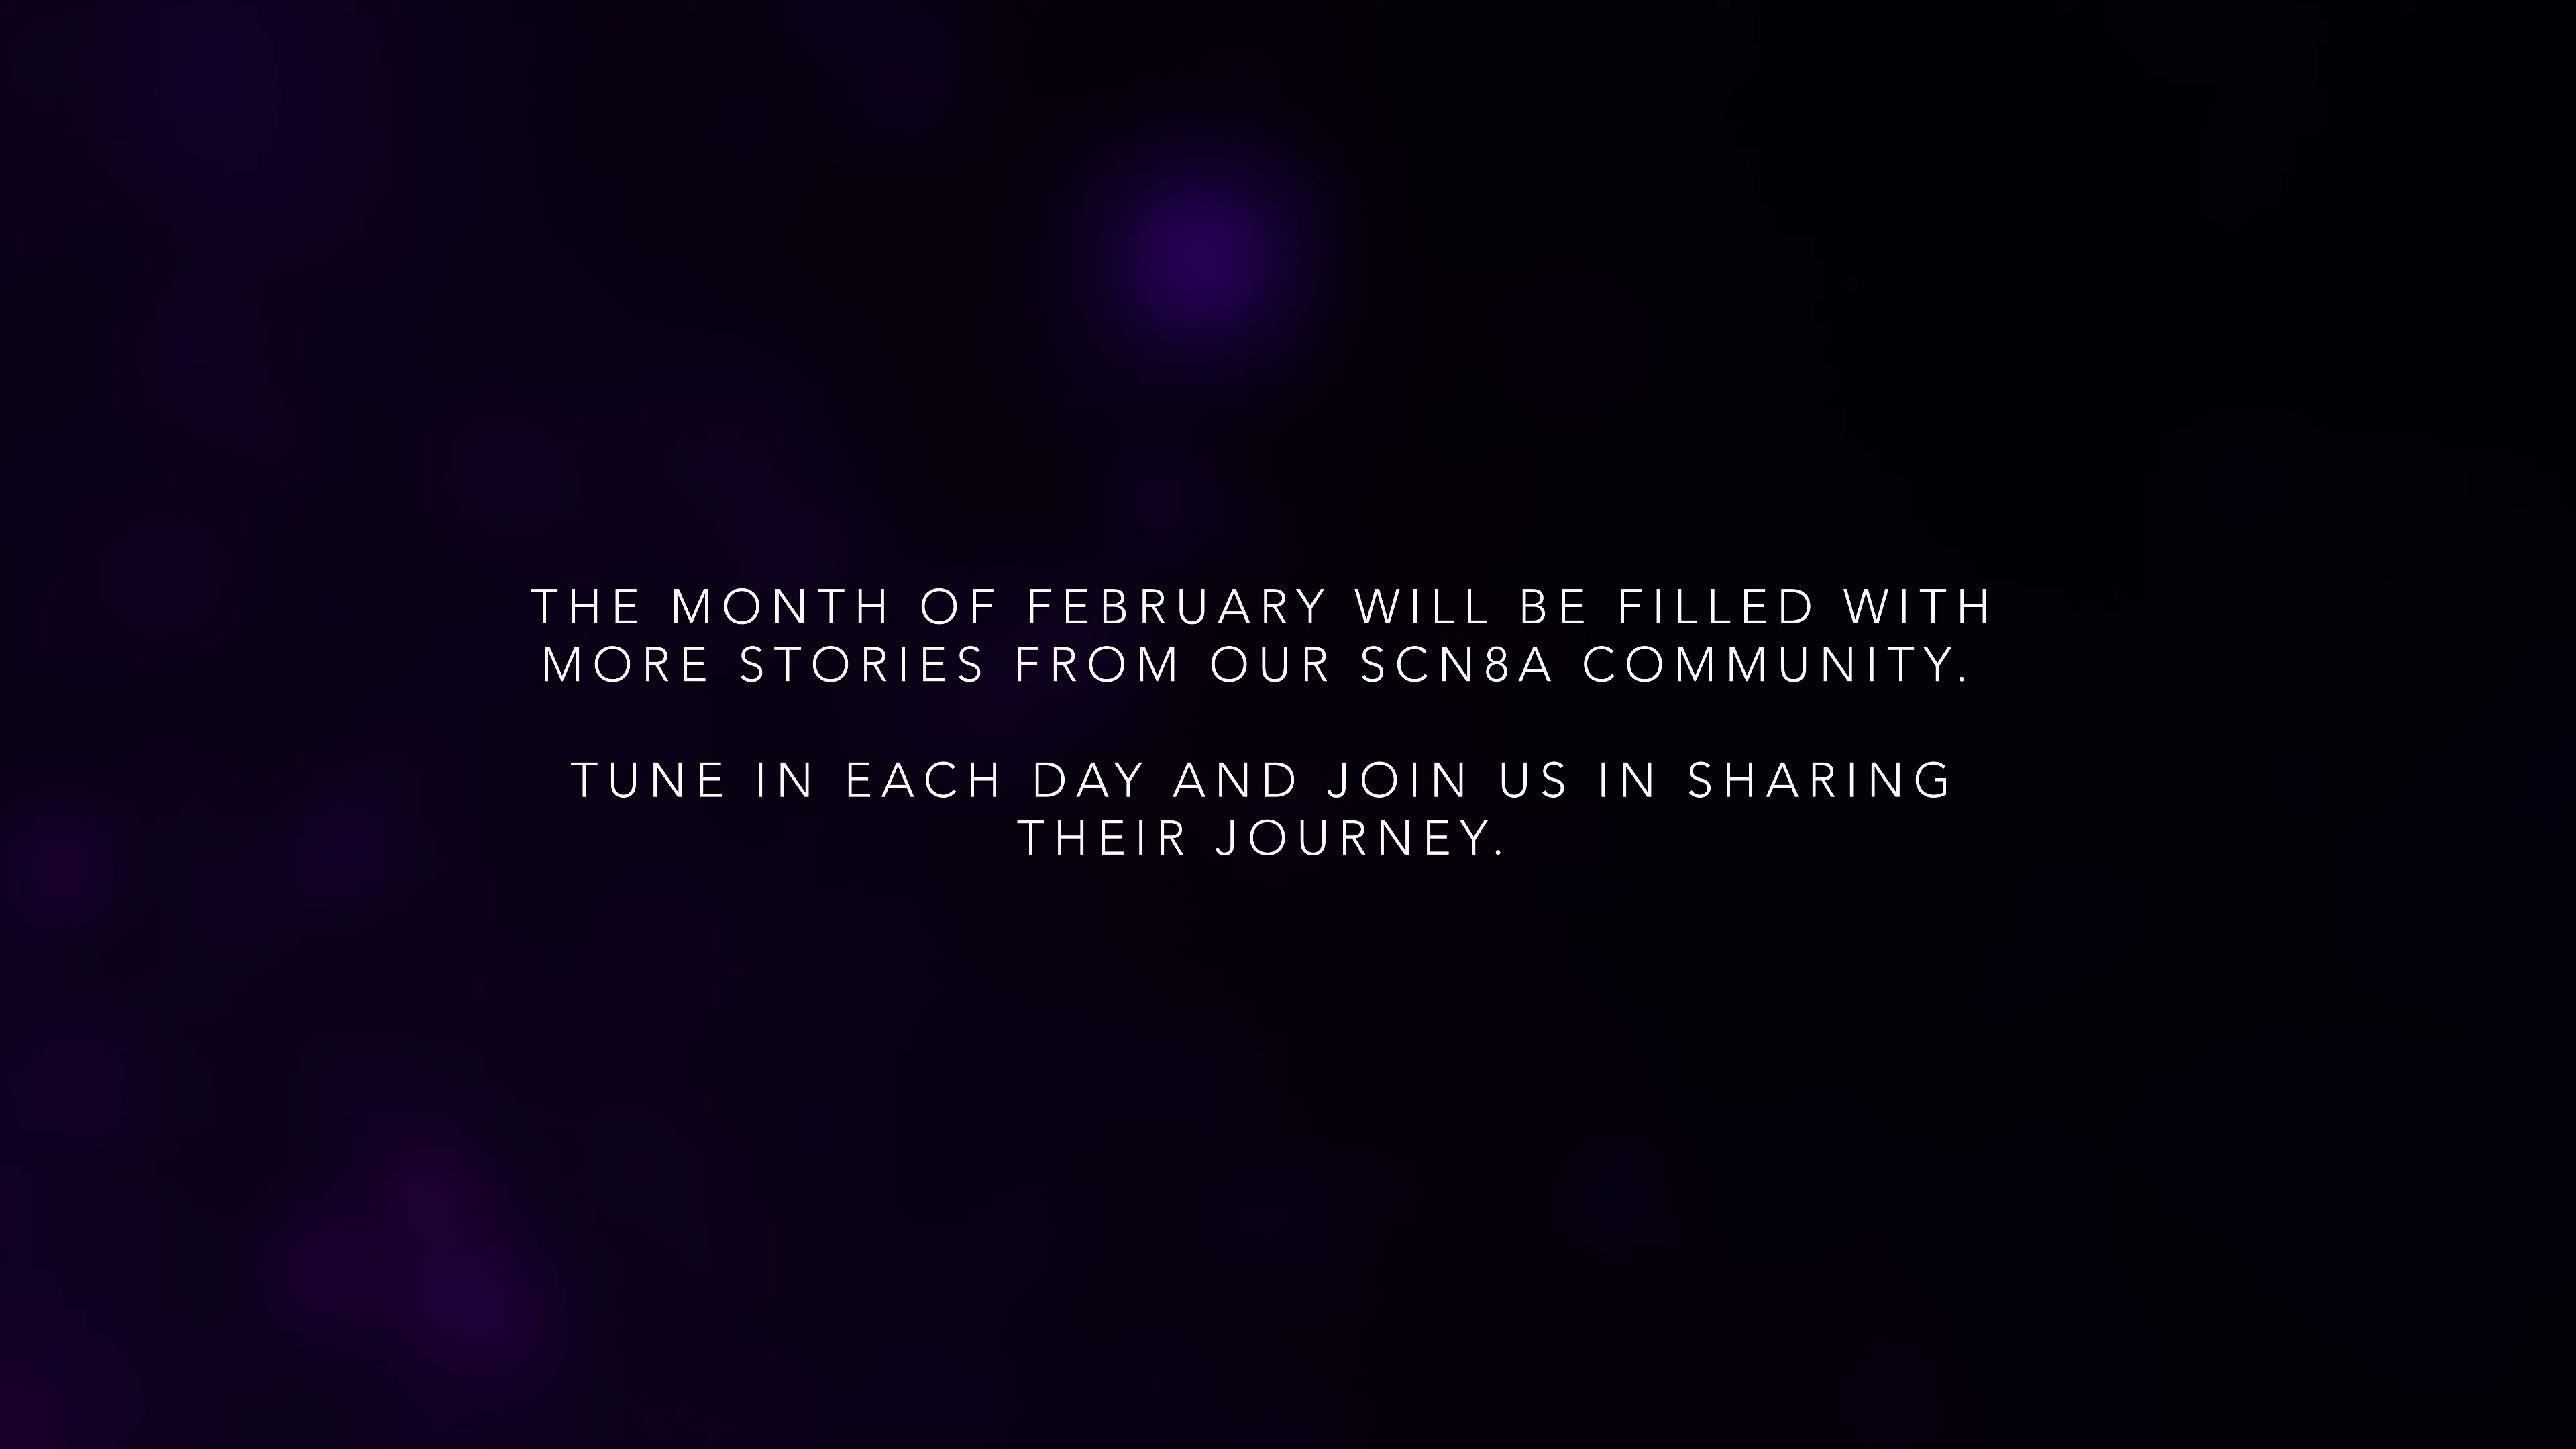 THE MONTH OF FEBRUARY WILL BE FILLED WITH
MORE STORIES FROM OUR SCN8A COMMUNITY.
TUNE IN EACH DAY AND JOIN US IN SHARING
THEIR JOURNEY.